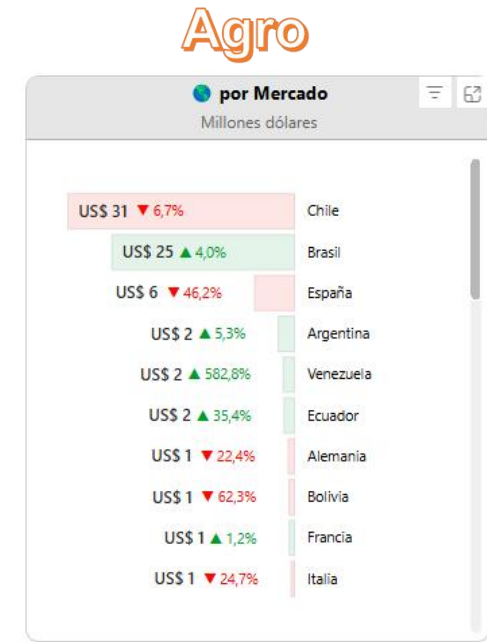 Agro
por Mercado
Millones dólares
US$ 31 ▼ 6,7% Chile
US$ 25 ▲ 4,0% Brasil
US$ 6 ▼ 46,2% España
US$ 2 ▲ 5,3% Argentina
US$ 2 ▲ 582,8% Venezuela
US$ 2 ▲ 35,4% Ecuador
US$ 1 ▼ 22,4% Alemania
US$ 1 ▼ 62,3% Bolivia
US$ 1 ▲ 1,2% Francia
US$ 1 ▼ 24,7% Italia